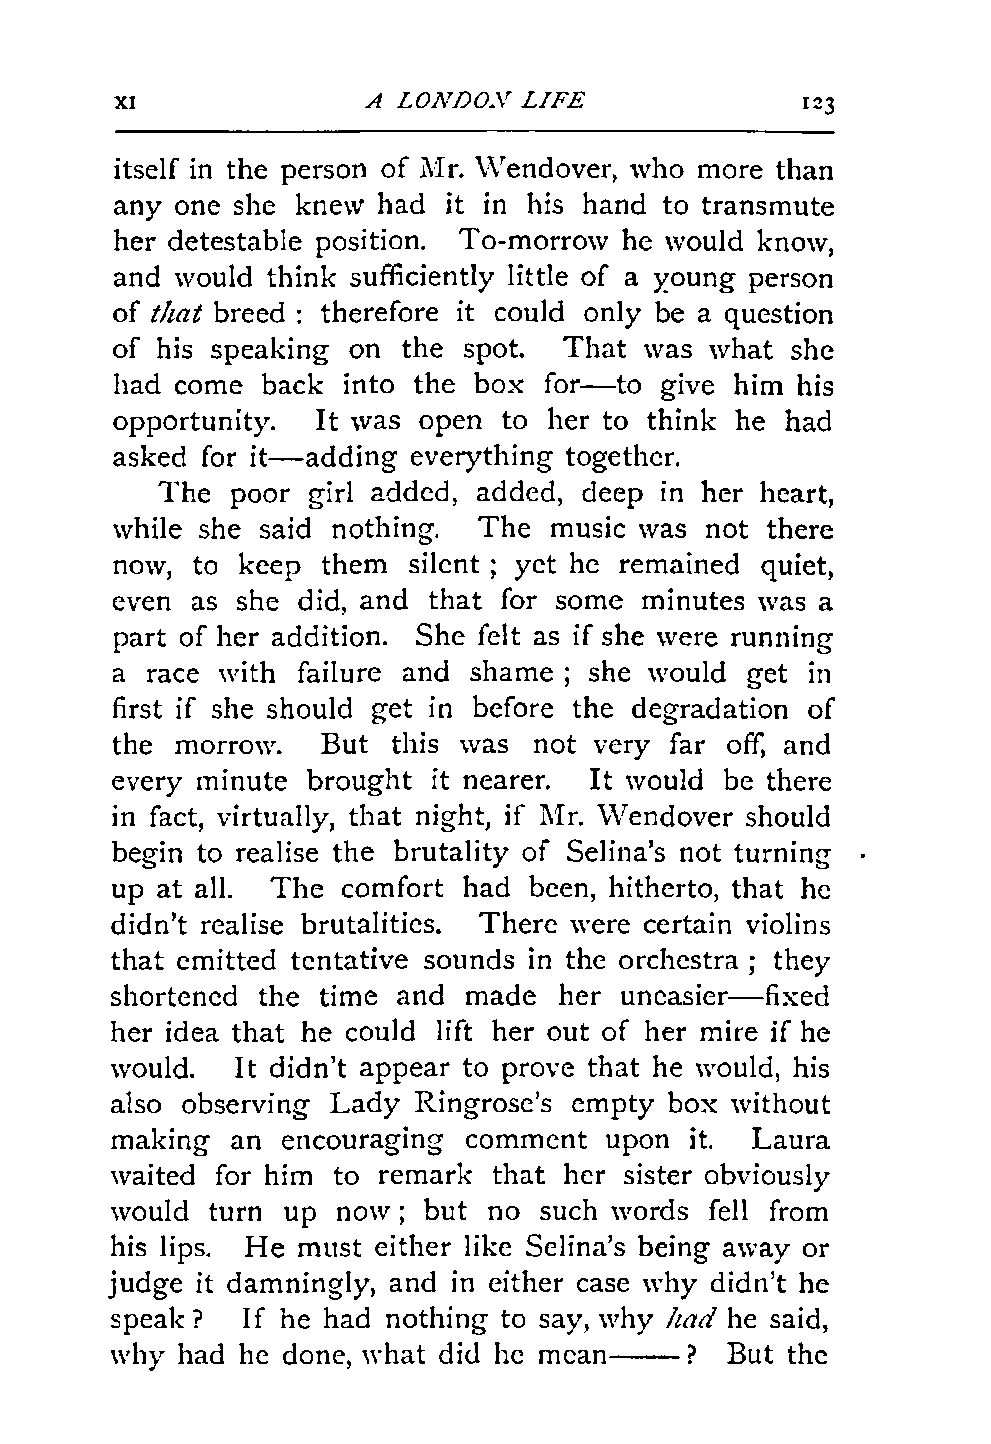 XI A LONDON LIFE 123
itself in the person of Mr. Wendover, who more than
any one she knew had it in his hand to transmute
her detestable position. To-morrow he would know,
and would think sufficiently little of a young person
of that breed : therefore it could only be a question
of his speaking on the spot. That was what she
had come back into the box for—to give him his
opportunity. It was open to her to think he had
asked for it—adding everything together.
The poor girl added, added, deep in her heart,
while she said nothing. The music was not there
now, to keep them silent ; yet he remained quiet,
even as she did, and that for some minutes was a
part of her addition. She felt as if she were running
a race with failure and shame ; she would get in
first if she should get in before the degradation of
the morrow. But this was not very far off, and
every minute brought it nearer. It would be there
in fact, virtually, that night, if Mr. Wendover should
begin to realise the brutality of Selina's not turning
up at all. The comfort had been, hitherto, that he
didn't realise brutalities. There were certain violins
that emitted tentative sounds in the orchestra ; they
shortened the time and made her uneasier—fixed
her idea that he could lift her out of her mire if he
would. It didn't appear to prove that he would, his
also observing Lady Ringrose's empty box without
making an encouraging comment upon it. Laura
waited for him to remark that her sister obviously
would turn up now ; but no such words fell from
his lips. He must either like Selina's being away or
judge it damningly, and in either case why didn't he
speak ? If he had nothing to say, why had he said,
why had he done, what did he mean—— ? But the